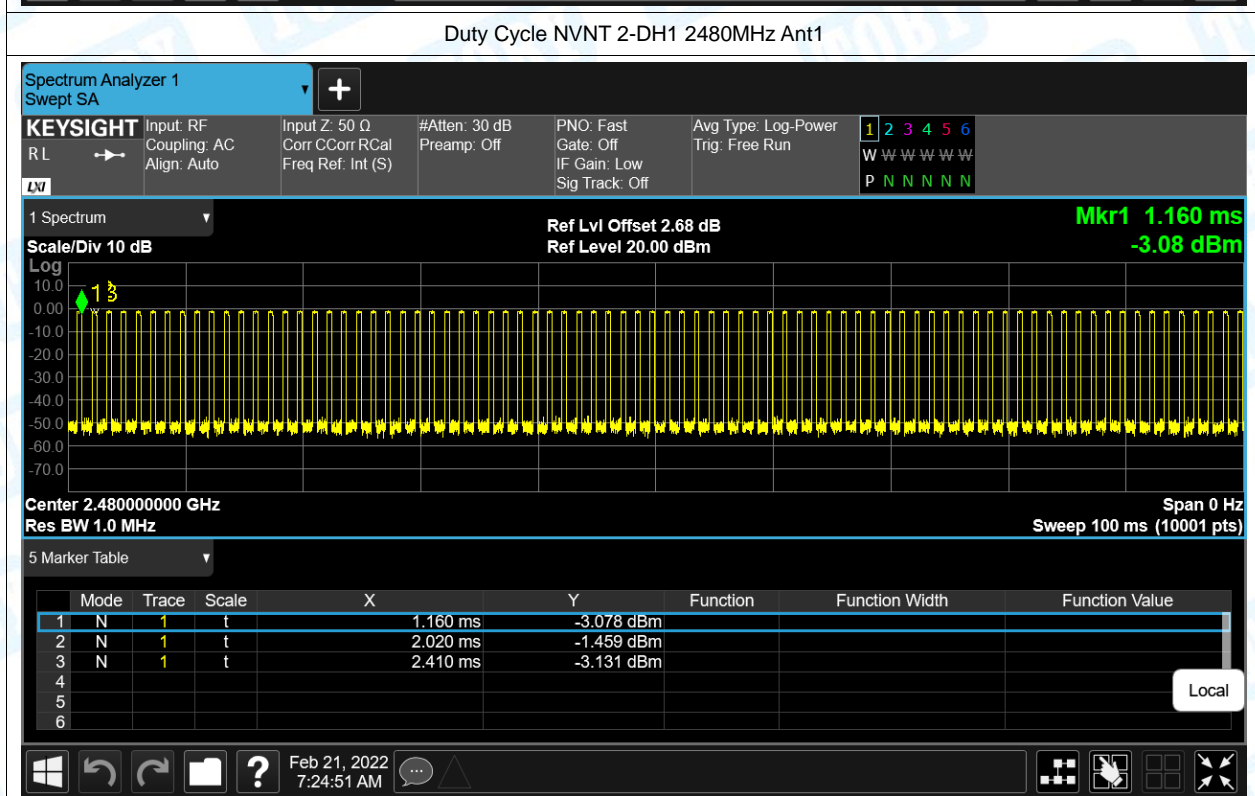 Duty Cycle NVNT 2-DH1 2480MHz Ant1
Spectrum Analyzer 1
Swept SA
+
KEYSIGHT Input: RF Input Z: 50 Ω #Atten: 30 dB PNO: Fast Avg Type: Log-Power 1 2 3 4 5 6
RL Coupling: AC Corr CCorr RCal Preamp: Off Gate: Off Trig: Free Run W W W W W W
Align: Auto Freq Ref: Int (S) IF Gain: Low P N N N N N
LXI Sig Track: Off
1 Spectrum Ref Lvl Offset 2.68 dB Mkr1 1.160 ms
Scale/Div 10 dB Ref Level 20.00 dBm -3.08 dBm
Log
10.0
0.00
-10.0
-20.0
-30.0
-40.0
-50.0
-60.0
-70.0
Center 2.480000000 GHz Span 0 Hz
Res BW 1.0 MHz Sweep 100 ms (10001 pts)
5 Marker Table
Mode Trace Scale X Y Function Function Width Function Value
1 N 1 t 1.160 ms -3.078 dBm
2 N 1 t 2.020 ms -1.459 dBm
3 N 1 t 2.410 ms -3.131 dBm
4
5
6
Local
? Feb 21, 2022
7:24:51 AM